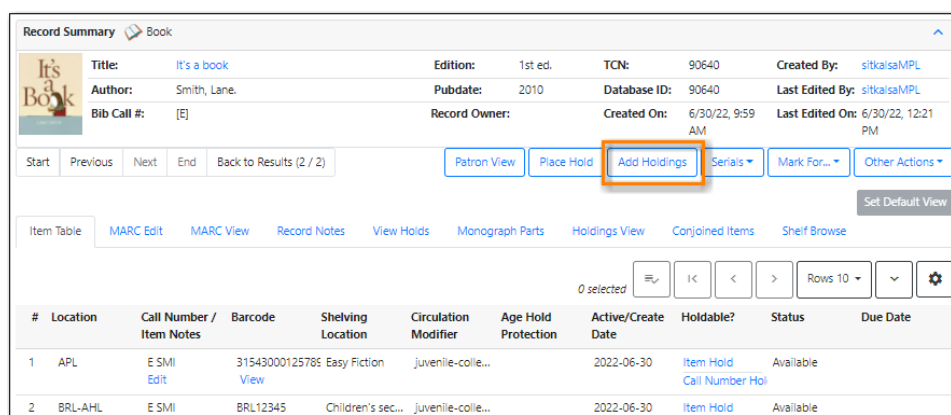 Record Summary Book
It's a Book
Title: It's a book Edition: 1st ed. TCN: 90640 Created By: sitkaisaMPL
Author: Smith, Lane. Pubdate: 2010 Database ID: 90640 Last Edited By: sitkaisaMPL
Bib Call #: [E] Record Owner: Created On: 6/30/22, 9:59 AM Last Edited On: 6/30/22, 12:21 PM
Start Previous Next End Back to Results (2 / 2) Patron View Place Hold Add Holdings Serials Mark For... Other Actions
Set Default View
Item Table MARC Edit MARC View Record Notes View Holds Monograph Parts Holdings View Conjoined Items Shelf Browse
0 selected Rows 10
# Location Call Number / Item Notes Barcode Shelving Location Circulation Modifier Age Hold Protection Active/Create Date Holdable? Status Due Date
1 APL E SMI 31543000125789 Easy Fiction juvenile-colle... 2022-06-30 Item Hold Available
Edit View Call Number Hol
2 BRL-AHL E SMI BRL12345 Children's sec... juvenile-colle... 2022-06-30 Item Hold Available